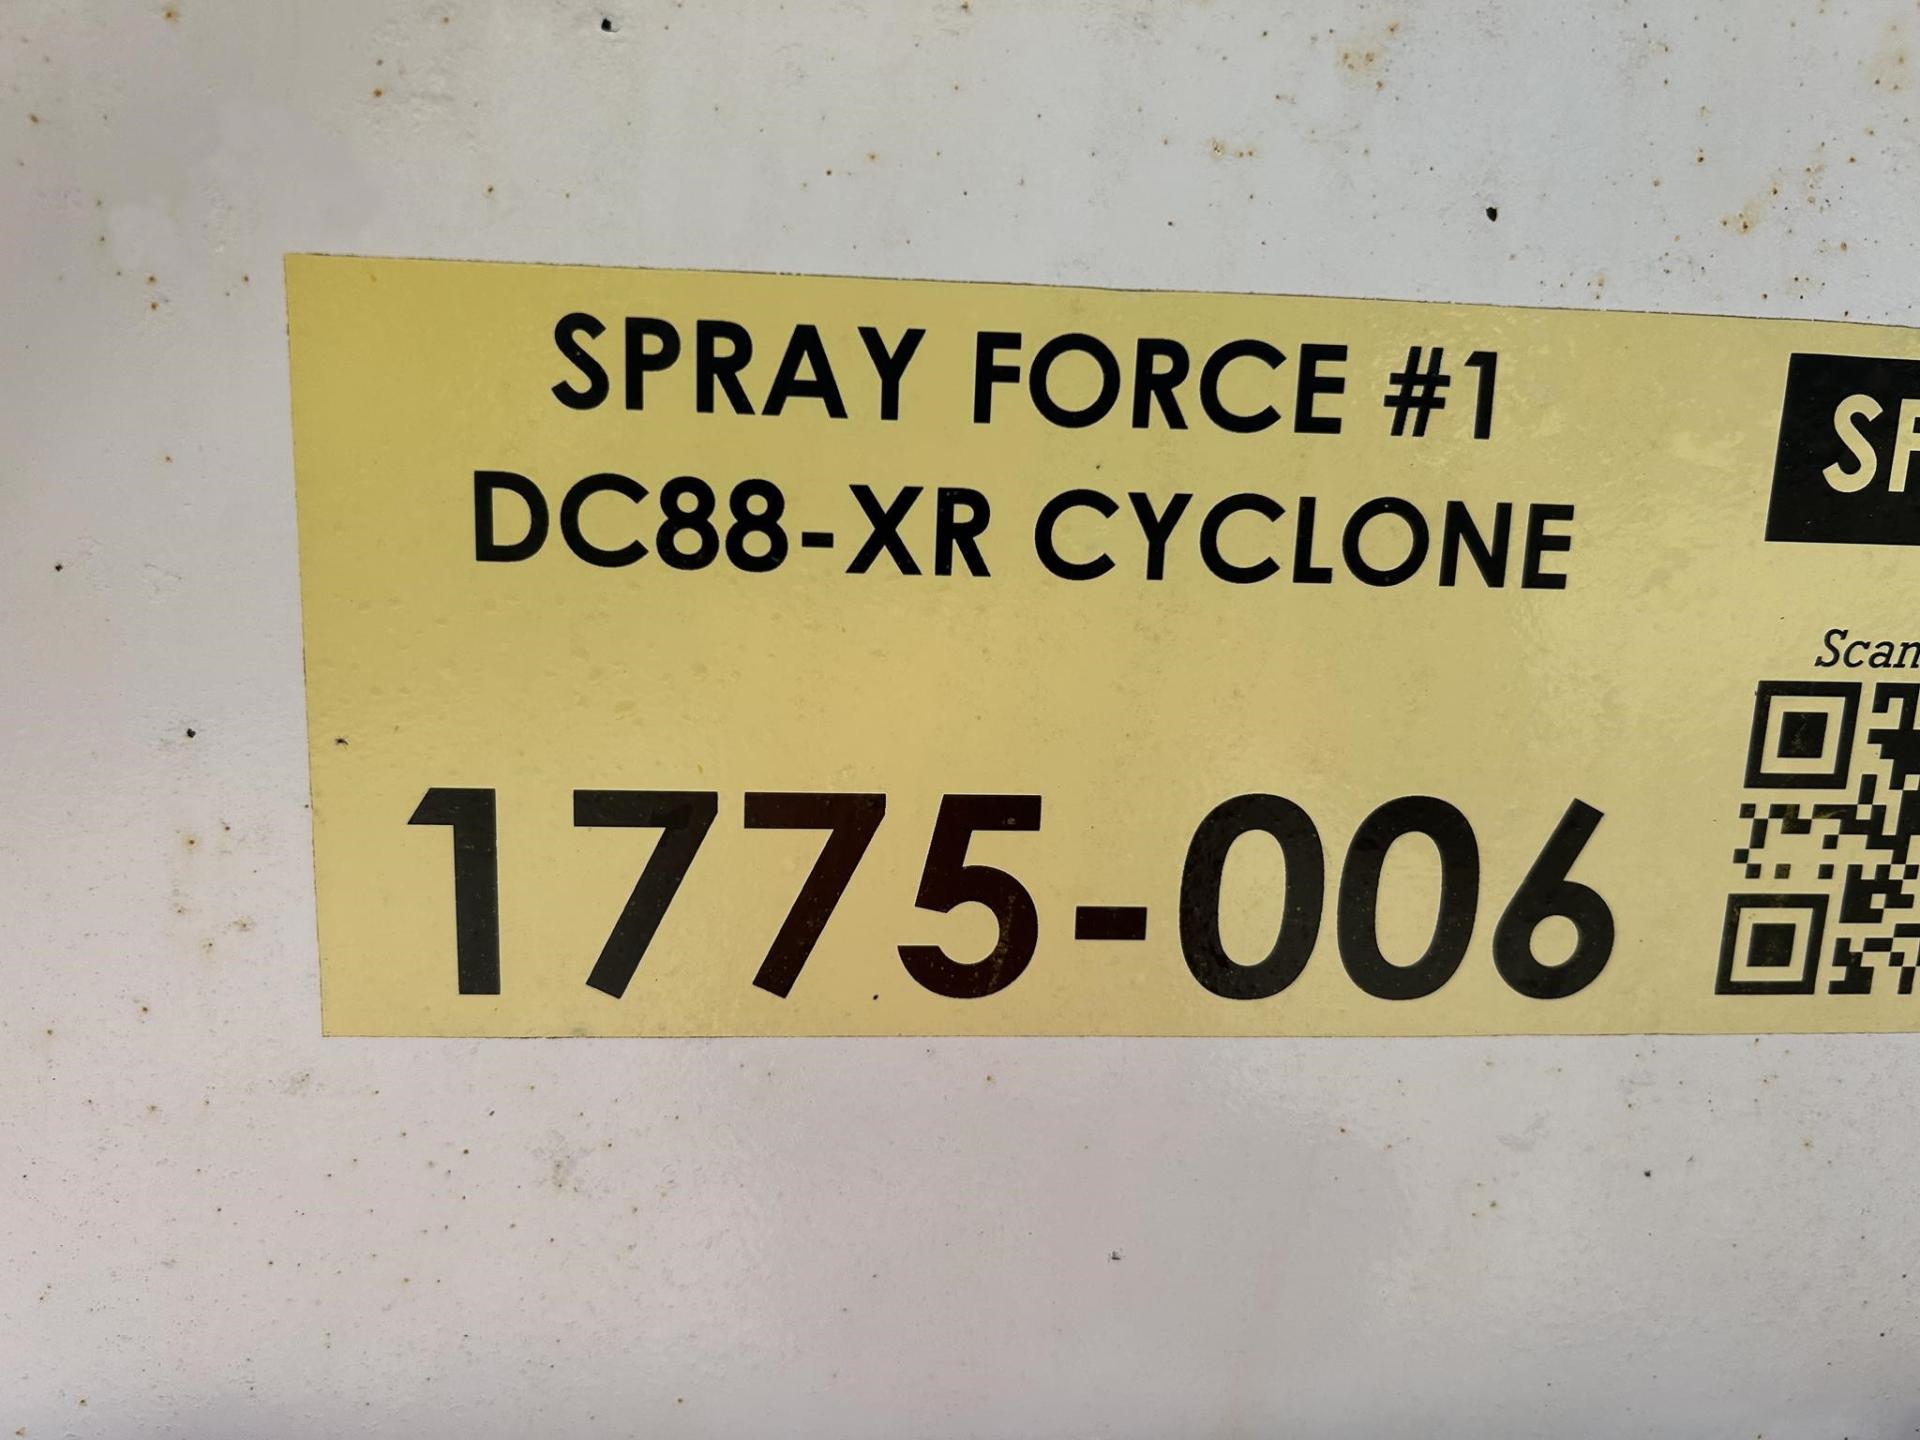 SPRAY FORCE #1
DC88-XR CYCLONE
1775-006